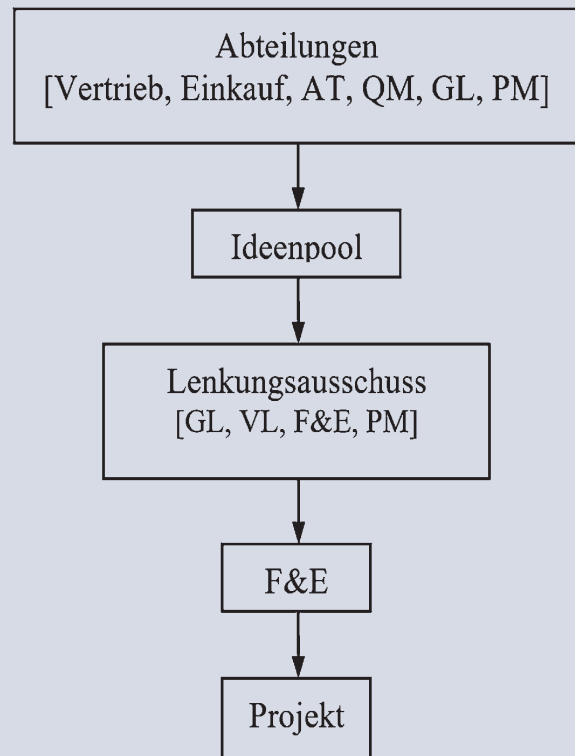 Abteilungen
[Vertrieb, Einkauf, AT, QM, GL, PM]
Ideenpool
Lenkungsausschuss
[GL, VL, F&E, PM]
F&E
Projekt